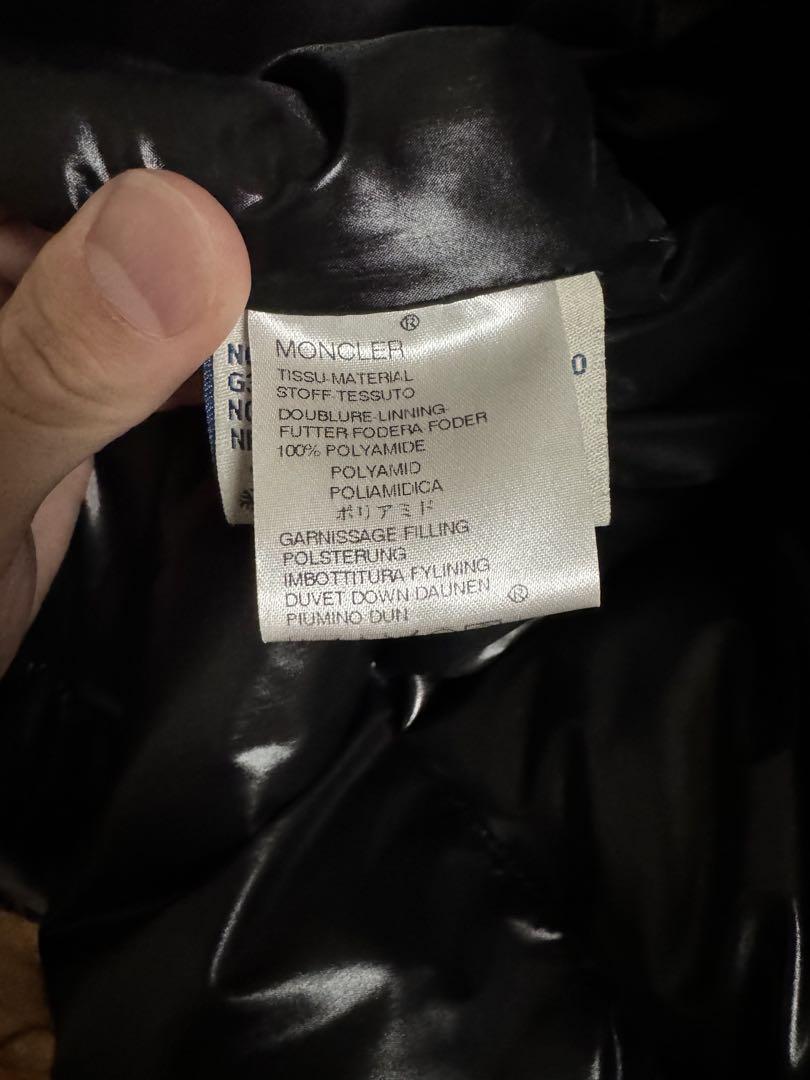 ®
MONCLER
TISSU-MATERIAL
STOFF-TESSUTO
DOUBLURE-LINNING-
FUTTER-FODERA FODER
100% POLYAMIDE
POLYAMID
POLIAMIDICA
ポリアミド
GARNISSAGE FILLING
POLSTERUNG
IMBOTTITURA FYLINING
DUVET DOWN DAUNEN ®
PIUMINO DUN